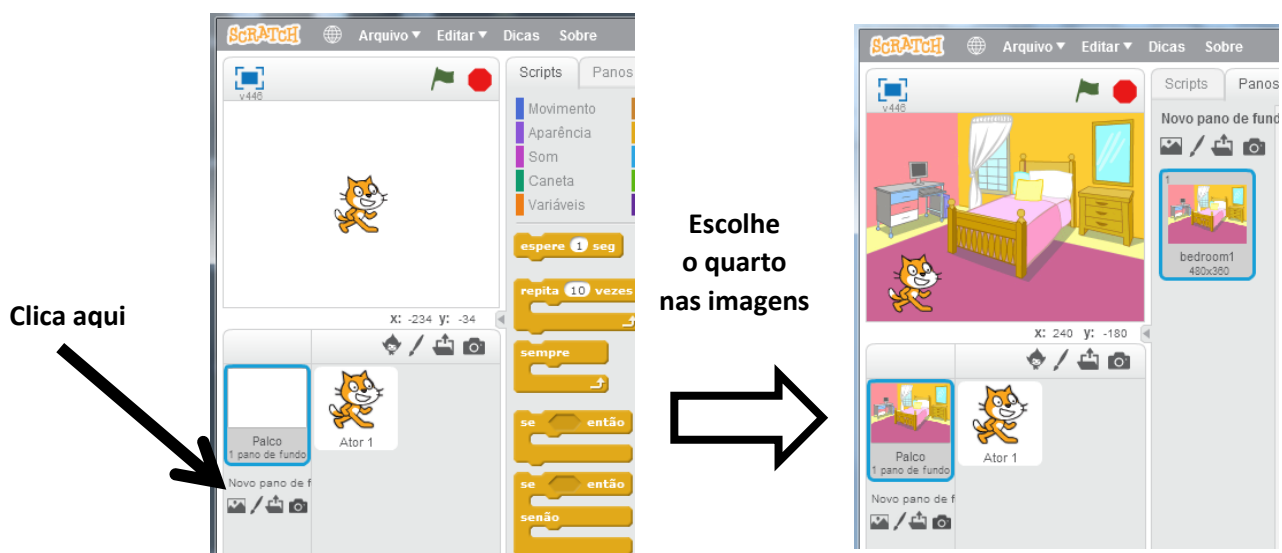 Clica aqui
SCRATCH Arquivo Editar Dicas Sobre
v446
Scripts Panos
Movimento
Aparência
Som
Caneta
Variáveis
espere 1 seg
repita 10 vezes
sempre
se então
se então
senão
x: -234 y: -34
Palco
1 pano de fundo
Ator 1
Novo pano de f
Escolhe
o quarto
nas imagens
SCRATCH Arquivo Editar Dicas Sobre
v446
Scripts Panos
Novo pano de fund
1
bedroom1
480x360
x: 240 y: -180
Palco
1 pano de fundo
Ator 1
Novo pano de f